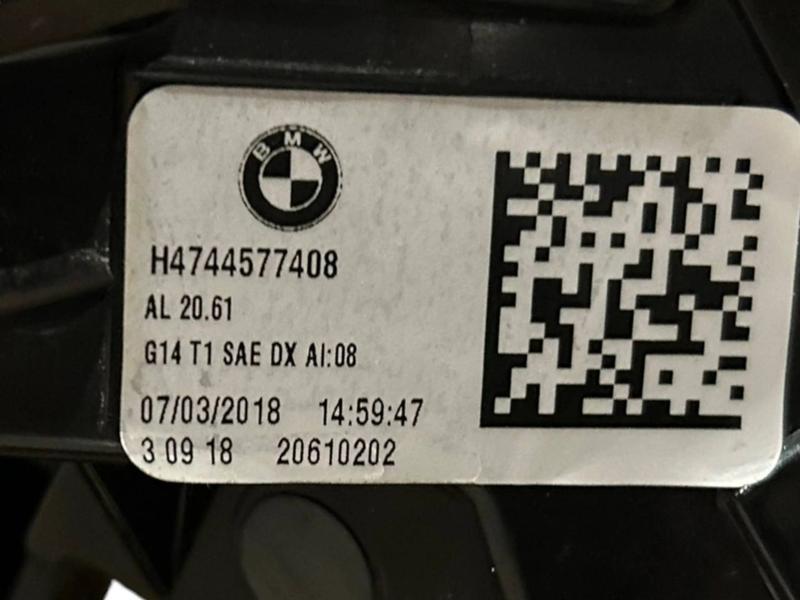 BMW
H4744577408
AL 20.61
G14 T1 SAE DX AI:08
07/03/2018 14:59:47
3 09 18 20610202